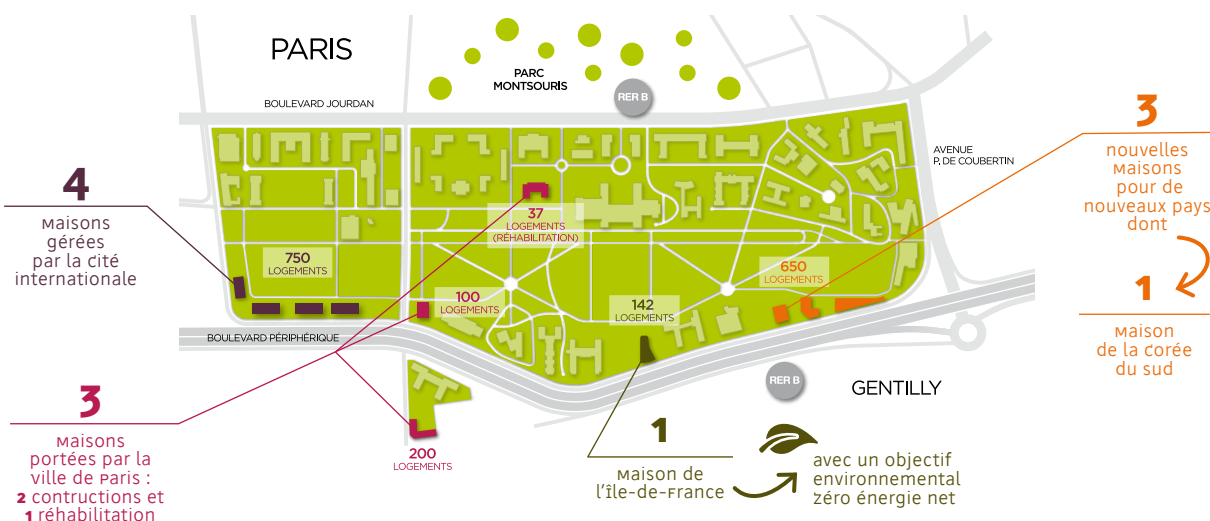 PARIS
PARC
MONTSOURIS
RER B
BOULEVARD JOURDAN
AVENUE
P. DE COUBERTIN
4
Maisons
gérées
par la cité
internationale
3
nouvelles
Maisons
pour de
nouveaux pays
dont
1
Maison
de la corée
du sud
37
LOGEMENTS
(RÉHABILITATION)
750
LOGEMENTS
650
LOGEMENTS
100
LOGEMENTS
142
LOGEMENTS
BOULEVARD PÉRIPHÉRIQUE
RER B
GENTILLY
3
Maisons
portées par la
ville de Paris :
2 contructions et
1 réhabilitation
200
LOGEMENTS
1
Maison de
l'île-de-France
avec un objectif
environnemental
zéro énergie net